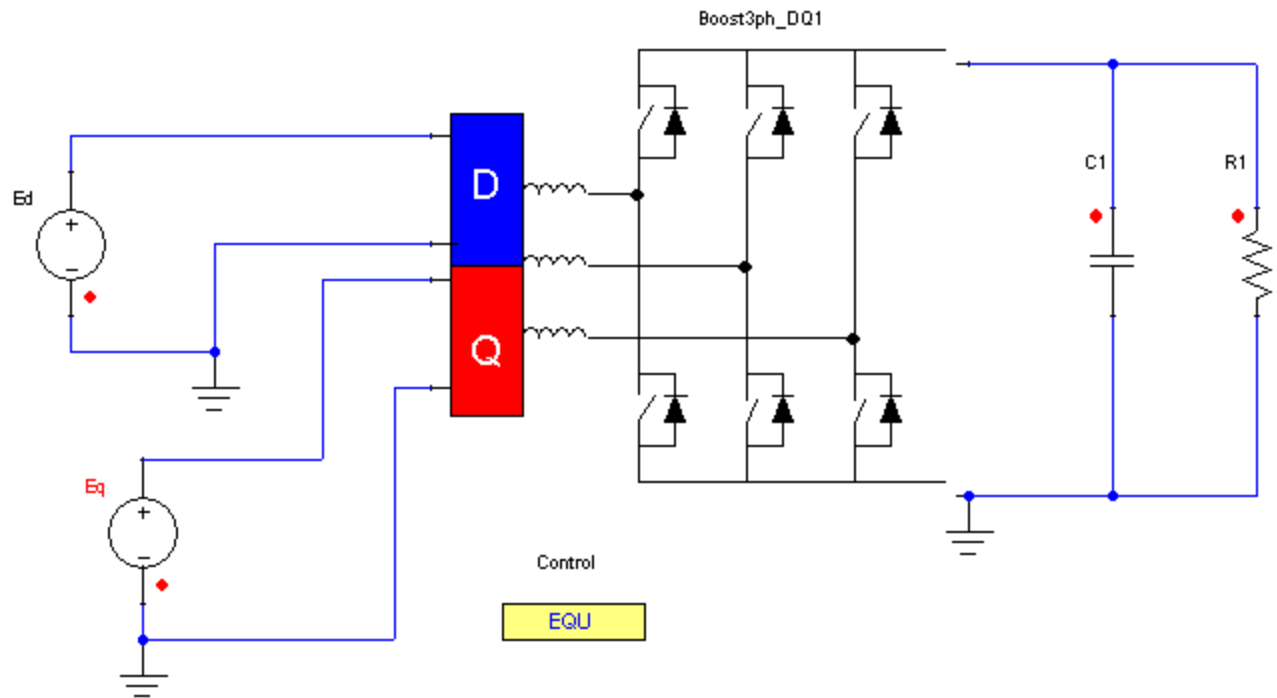 Boost3ph_DQ1
D
C1
R1
Ed
+
−
Q
Eq
+
−
Control
EQU